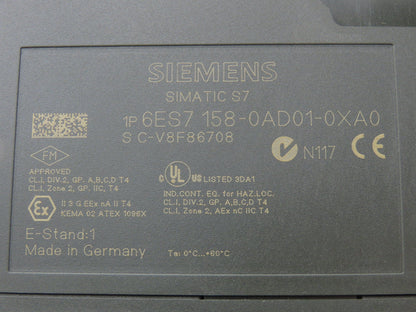 SIEMENS
SIMATIC S7
1P 6ES7 158-0AD01-0XA0
S C-V8F86708
N117
FM
APPROVED
CL.I, DIV.2, GP. A,B,C,D T4
CL.I, Zone 2, GP. IIC, T4
C UL US LISTED 3DA1
IND.CONT. EQ. for HAZ.LOC.
CL.I, DIV.2, GP. A,B,C,D T4
CL.I, Zone 2, AEx nC IIC T4
Ex II 3 G EEx nA II T4
KEMA 02 ATEX 1096X
E-Stand:1
Made in Germany
Ta: 0°C...+60°C